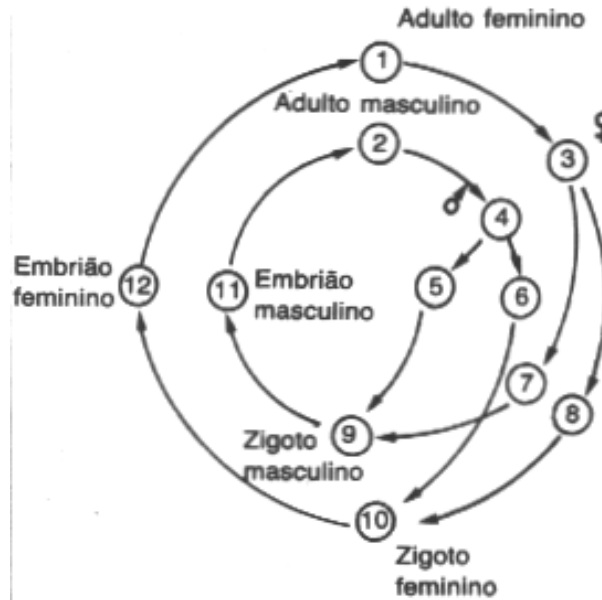 Adulto feminino
1
Adulto masculino
2
3
♀
♂
4
Embrião
feminino
12
11
Embrião
masculino
5
6
7
8
Zigoto
masculino
9
10
Zigoto
feminino